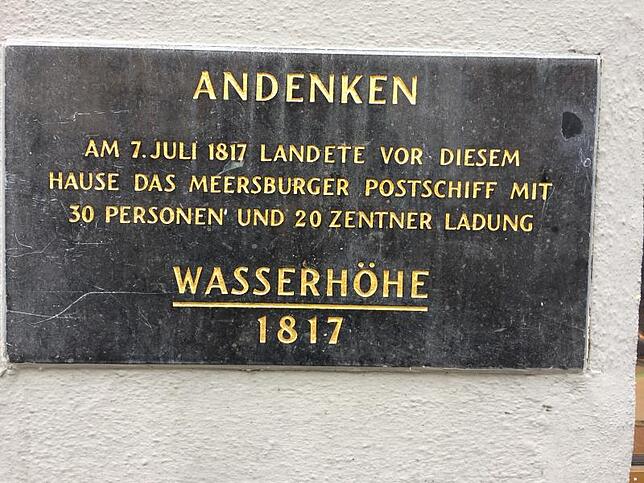 ANDENKEN
AM 7. JULI 1817 LANDETE VOR DIESEM
HAUSE DAS MEERSBURGER POSTSCHIFF MIT
30 PERSONEN UND 20 ZENTNER LADUNG
WASSERHÖHE
1817